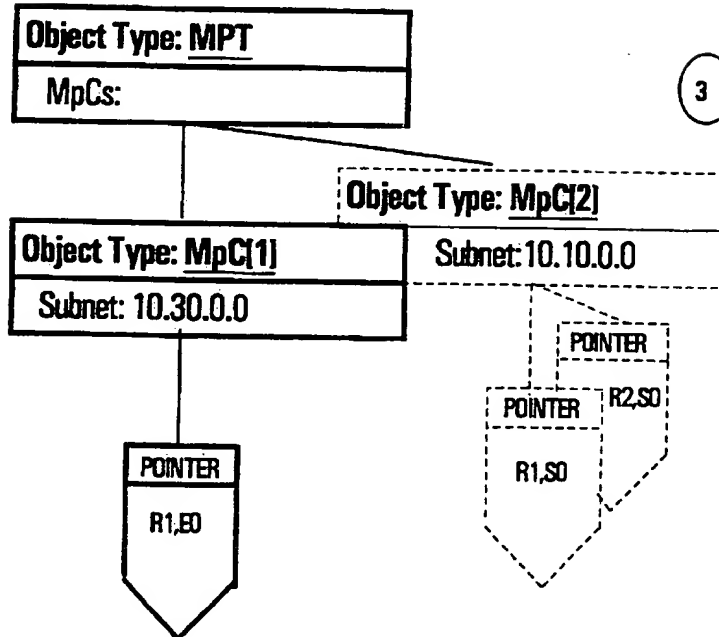 Object Type: MPT
MpCs:
3
Object Type: MpC[2]
Subnet: 10.10.0.0
Object Type: MpC[1]
Subnet: 10.30.0.0
POINTER
R2,S0
POINTER
R1,S0
POINTER
R1,E0